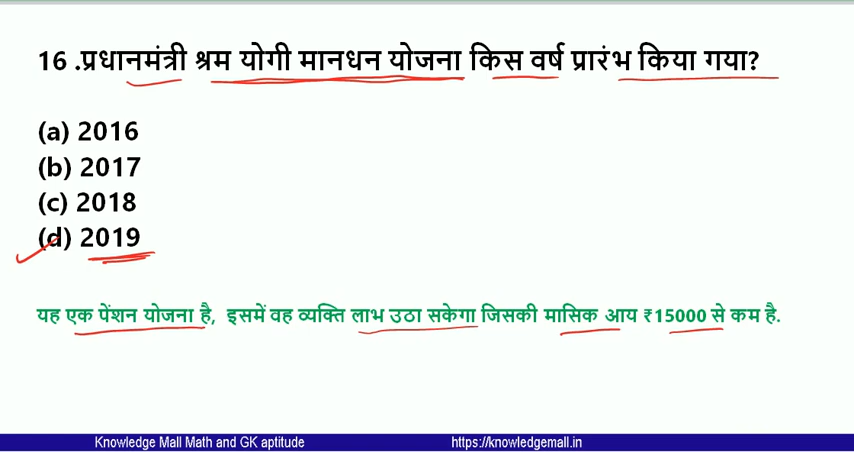 16 .प्रधानमंत्री श्रम योगी मानधन योजना किस वर्ष प्रारंभ किया गया?
(a) 2016
(b) 2017
(c) 2018
(d) 2019
यह एक पेंशन योजना है, इसमें वह व्यक्ति लाभ उठा सकेगा जिसकी मासिक आय ₹15000 से कम है.
Knowledge Mall Math and GK aptitude https://knowledgemall.in